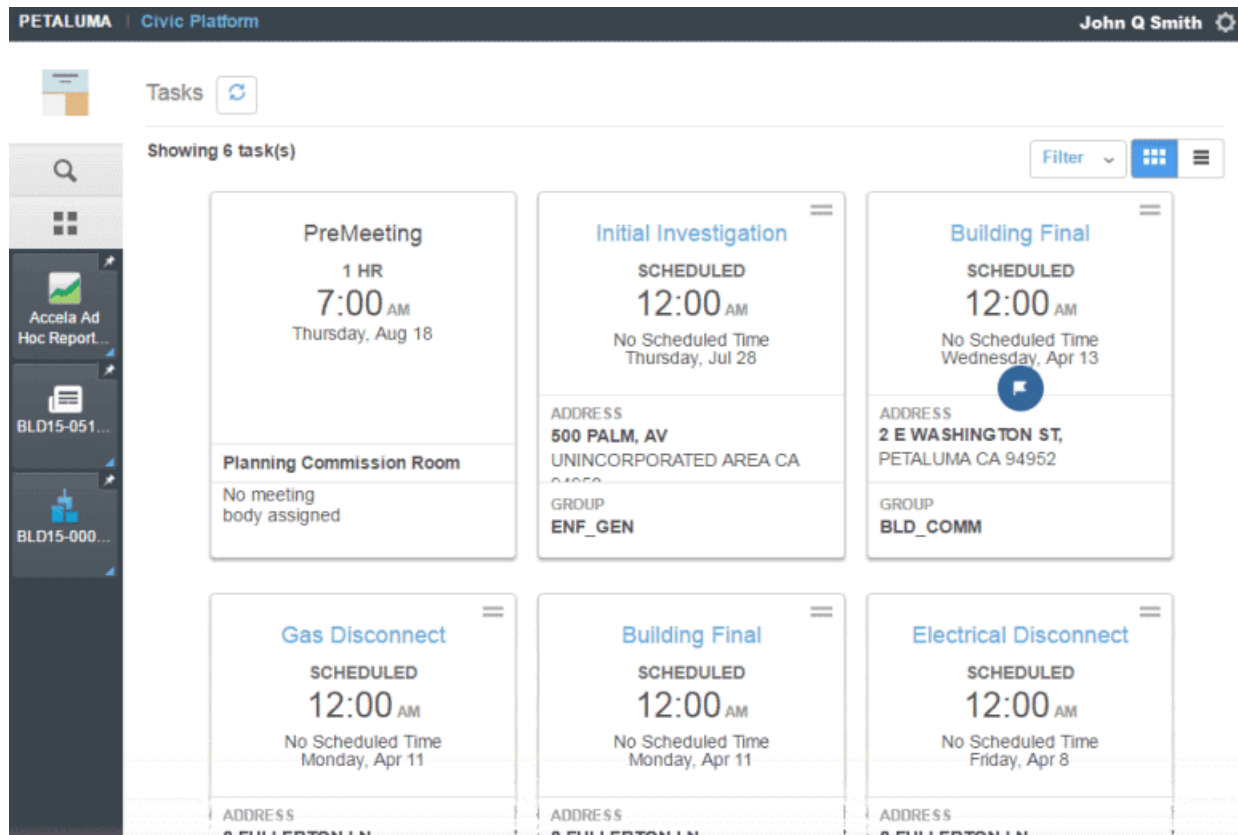 PETALUMA | Civic Platform
John Q Smith
Tasks
Showing 6 task(s)
Filter
Accela Ad
Hoc Report...
BLD15-051...
BLD15-000...
PreMeeting
1 HR
7:00 AM
Thursday, Aug 18
Planning Commission Room
No meeting
body assigned
Initial Investigation
SCHEDULED
12:00 AM
No Scheduled Time
Thursday, Jul 28
ADDRESS
500 PALM, AV
UNINCORPORATED AREA CA
GROUP
ENF_GEN
Building Final
SCHEDULED
12:00 AM
No Scheduled Time
Wednesday, Apr 13
ADDRESS
2 E WASHINGTON ST,
PETALUMA CA 94952
GROUP
BLD_COMM
Gas Disconnect
SCHEDULED
12:00 AM
No Scheduled Time
Monday, Apr 11
ADDRESS
Building Final
SCHEDULED
12:00 AM
No Scheduled Time
Monday, Apr 11
ADDRESS
Electrical Disconnect
SCHEDULED
12:00 AM
No Scheduled Time
Friday, Apr 8
ADDRESS